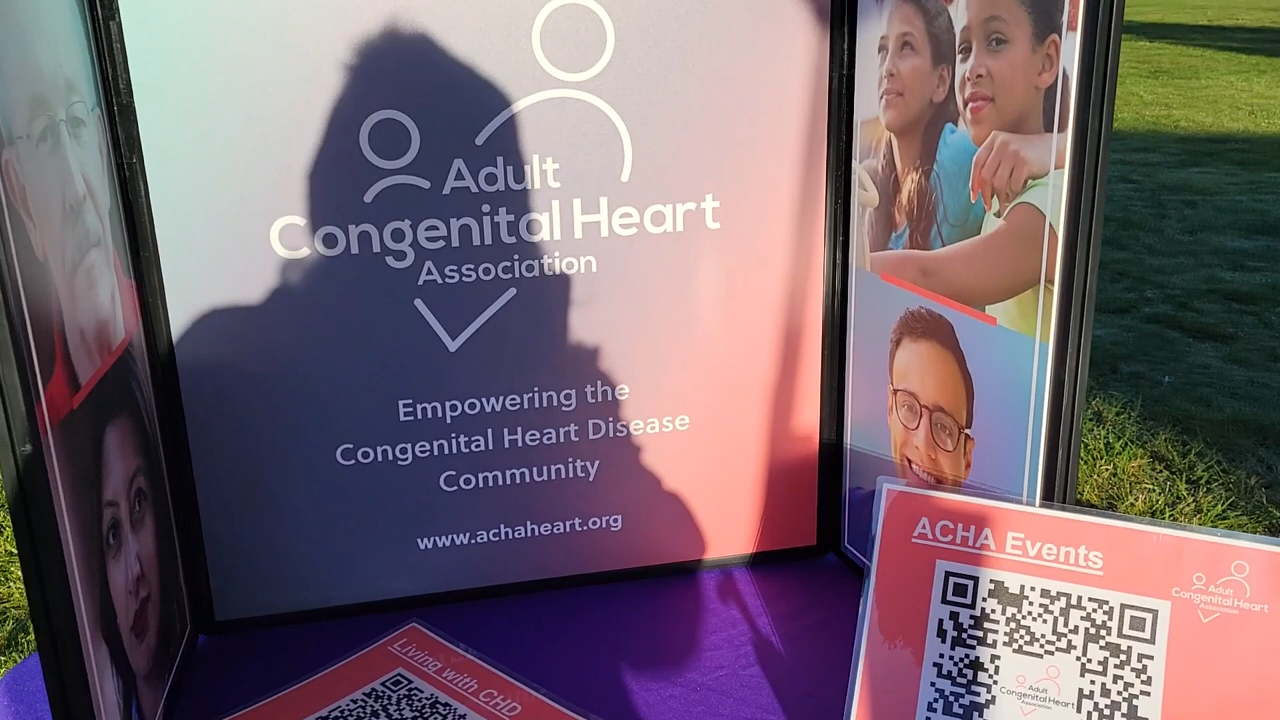 Adult
Congenital Heart
Association
Empowering the
Congenital Heart Disease
Community
www.achaheart.org
ACHA Events
Adult
Congenital Heart
Association
Adult
Congenital Heart
Association
Living with CHD